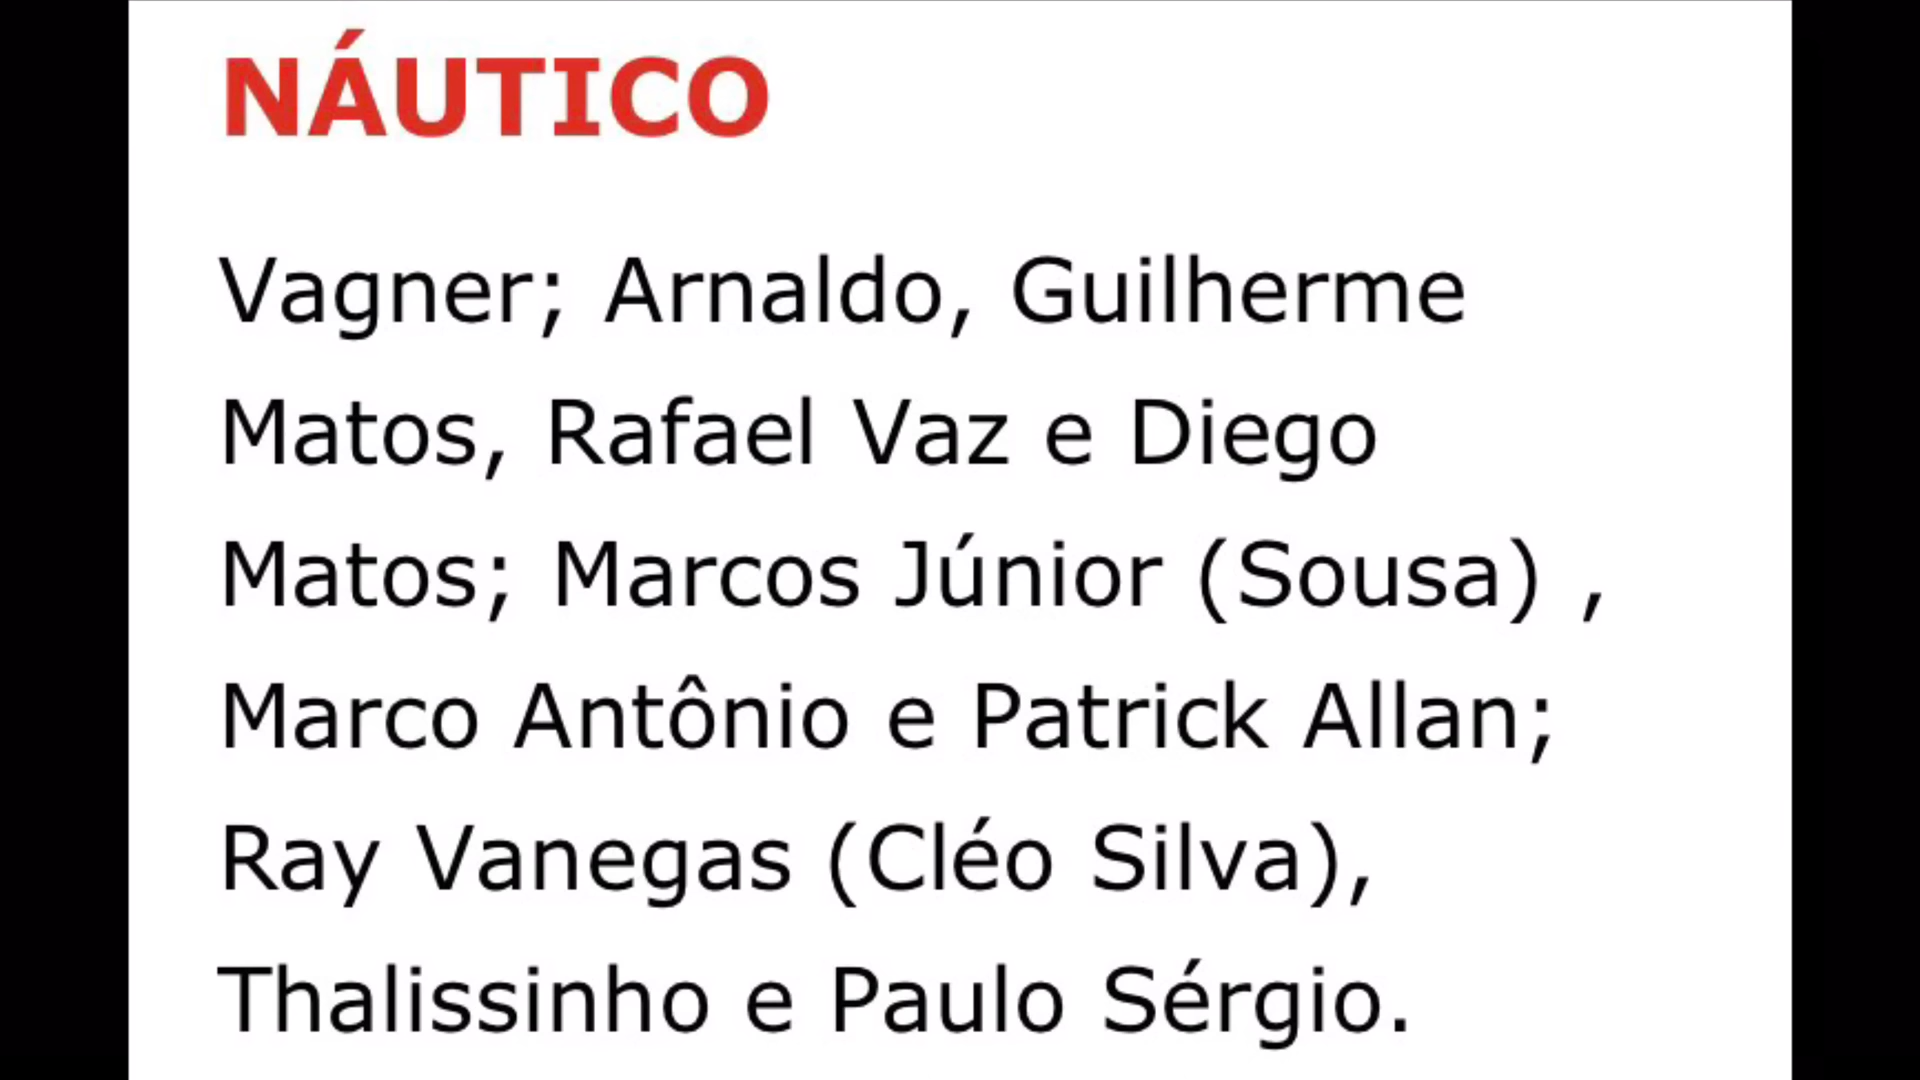 NÁUTICO
Vagner; Arnaldo, Guilherme
Matos, Rafael Vaz e Diego
Matos; Marcos Júnior (Sousa) ,
Marco Antônio e Patrick Allan;
Ray Vanegas (Cléo Silva),
Thalissinho e Paulo Sérgio.